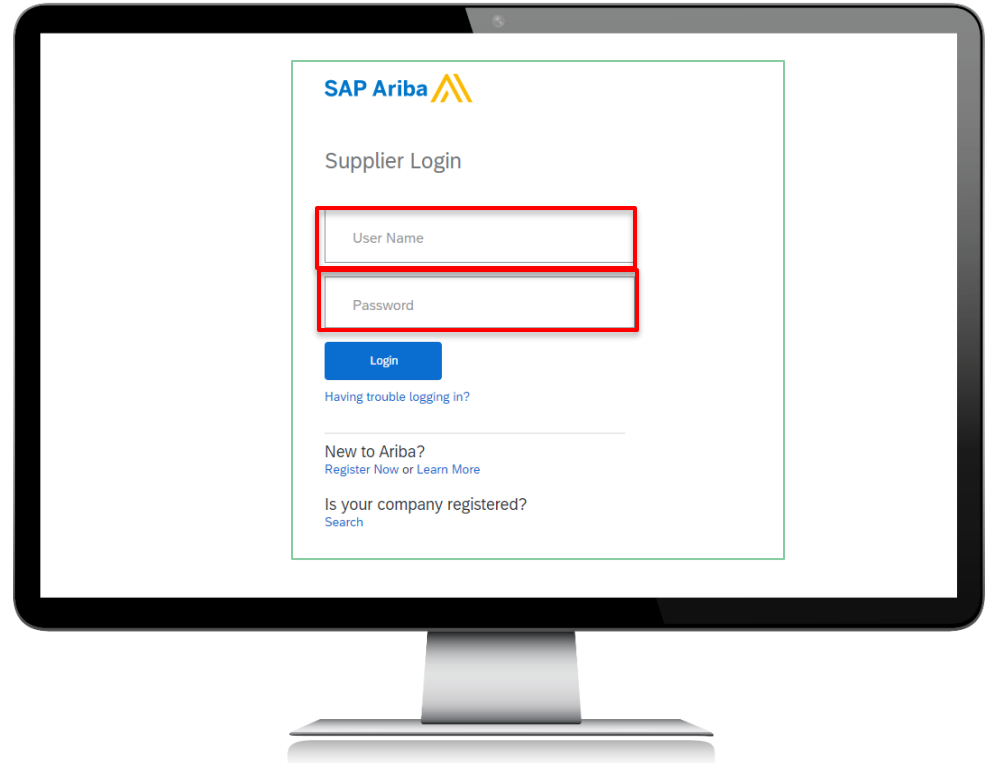 SAP Ariba
Supplier Login
User Name
Password
Login
Having trouble logging in?
New to Ariba?
Register Now or Learn More
Is your company registered?
Search